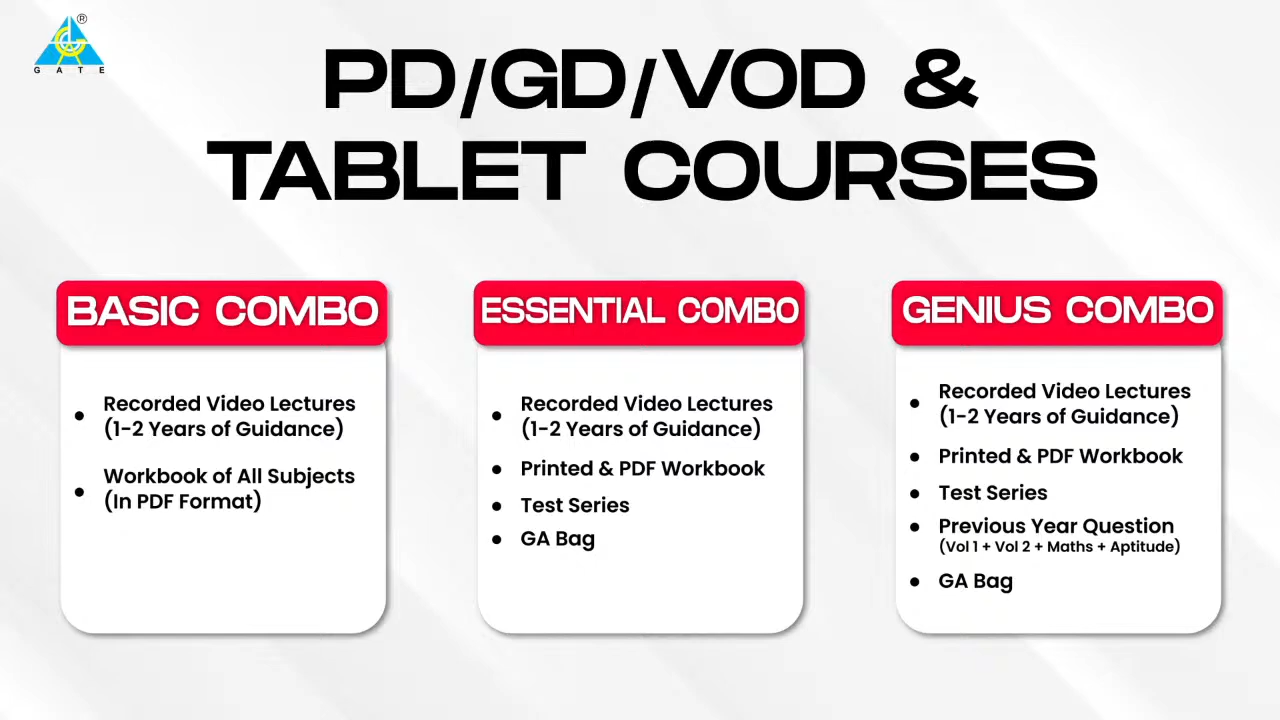 ®
GATE
PD/GD/VOD &
TABLET COURSES
BASIC COMBO
• Recorded Video Lectures
(1-2 Years of Guidance)
• Workbook of All Subjects
(In PDF Format)
ESSENTIAL COMBO
• Recorded Video Lectures
(1-2 Years of Guidance)
• Printed & PDF Workbook
• Test Series
• GA Bag
GENIUS COMBO
• Recorded Video Lectures
(1-2 Years of Guidance)
• Printed & PDF Workbook
• Test Series
• Previous Year Question
(Vol 1 + Vol 2 + Maths + Aptitude)
• GA Bag